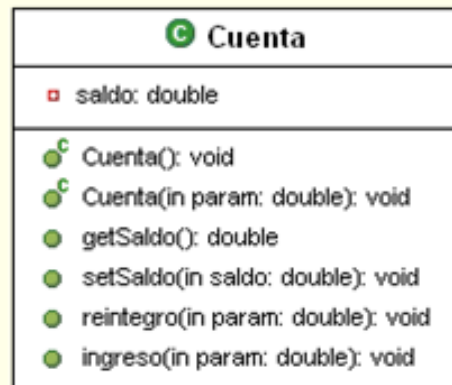 C Cuenta
saldo: double
c Cuenta(): void
c Cuenta(in param: double): void
getSaldo(): double
setSaldo(in saldo: double): void
reintegro(in param: double): void
ingreso(in param: double): void